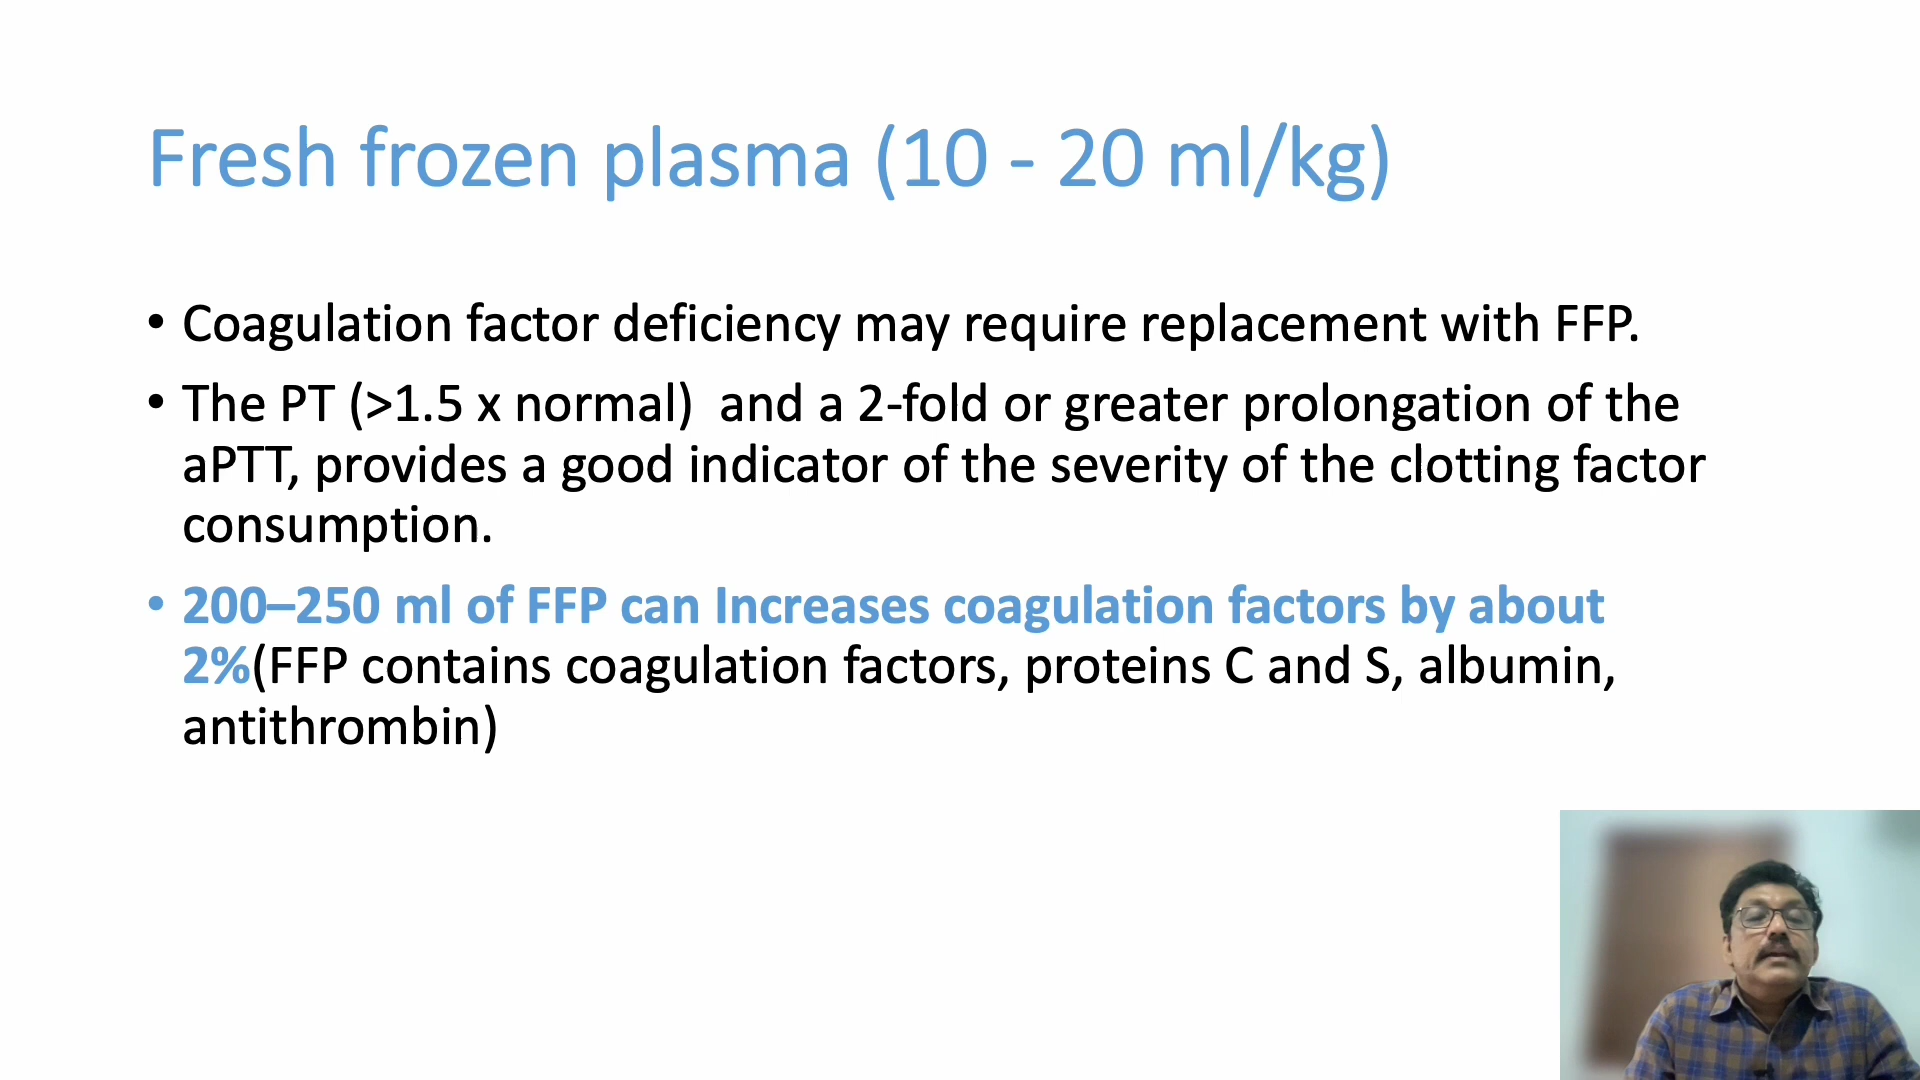 Fresh frozen plasma (10 - 20 ml/kg)
• Coagulation factor deficiency may require replacement with FFP.
• The PT (>1.5 x normal)  and a 2-fold or greater prolongation of the
aPTT, provides a good indicator of the severity of the clotting factor
consumption.
• 200–250 ml of FFP can Increases coagulation factors by about
2%(FFP contains coagulation factors, proteins C and S, albumin,
antithrombin)